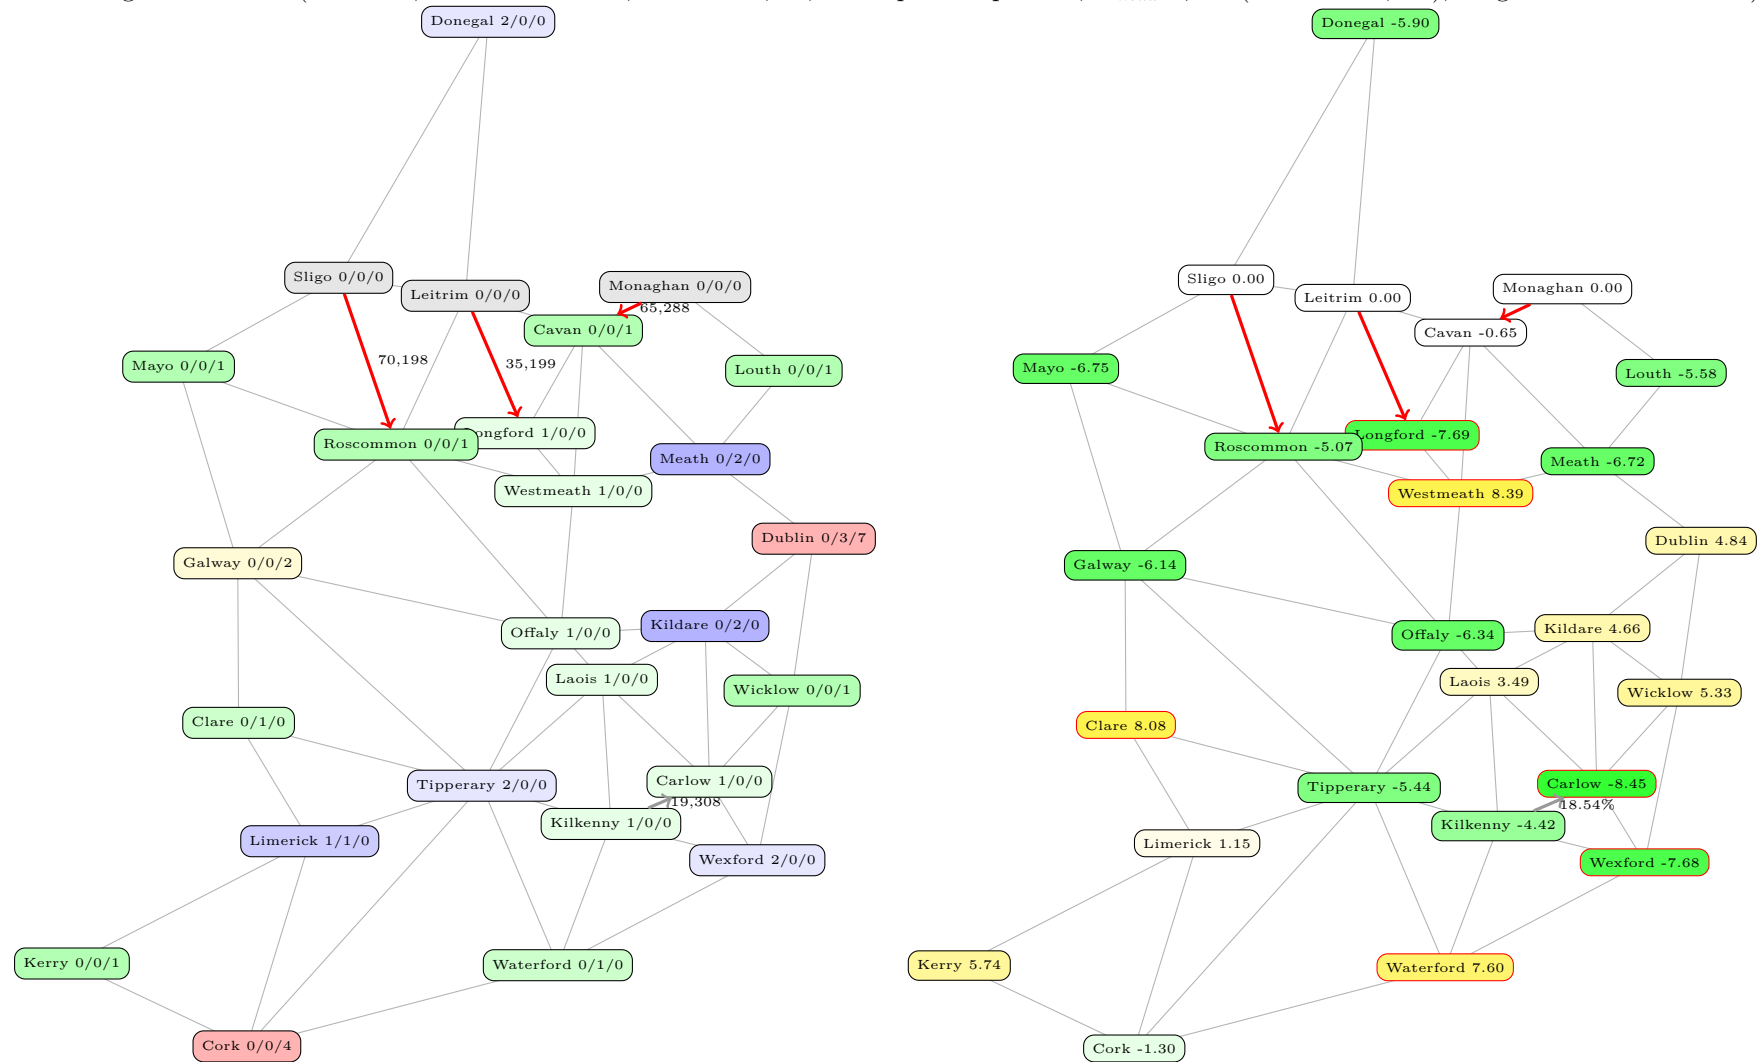 Donegal 2/0/0
Sligo 0/0/0
Leitrim 0/0/0
Monaghan 0/0/0
65,288
Cavan 0/0/1
Mayo 0/0/1
70,198
35,199
Louth 0/0/1
Roscommon 0/0/1
Longford 1/0/0
Meath 0/2/0
Westmeath 1/0/0
Dublin 0/3/7
Galway 0/0/2
Offaly 1/0/0
Kildare 0/2/0
Laois 1/0/0
Wicklow 0/0/1
Clare 0/1/0
Tipperary 2/0/0
Carlow 1/0/0
19,308
Kilkenny 1/0/0
Limerick 1/1/0
Wexford 2/0/0
Kerry 0/0/1
Waterford 0/1/0
Cork 0/0/4
Donegal -5.90
Sligo 0.00
Leitrim 0.00
Monaghan 0.00
Cavan -0.65
Mayo -6.75
Louth -5.58
Roscommon -5.07
Longford -7.69
Meath -6.72
Westmeath 8.39
Dublin 4.84
Galway -6.14
Offaly -6.34
Kildare 4.66
Laois 3.49
Wicklow 5.33
Clare 8.08
Tipperary -5.44
Carlow -8.45
18.54%
Kilkenny -4.42
Limerick 1.15
Wexford -7.68
Kerry 5.74
Waterford 7.60
Cork -1.30